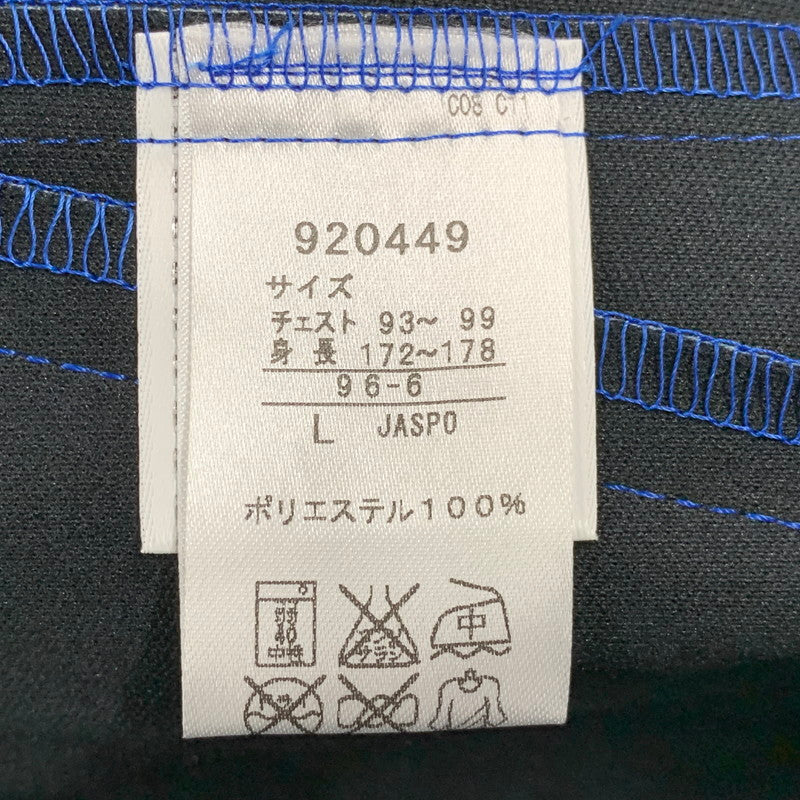 C08 C11
920449
サイズ
チェスト 93～ 99
身 長 172～178
96-6
L JASPO
ポリエステル100%
中